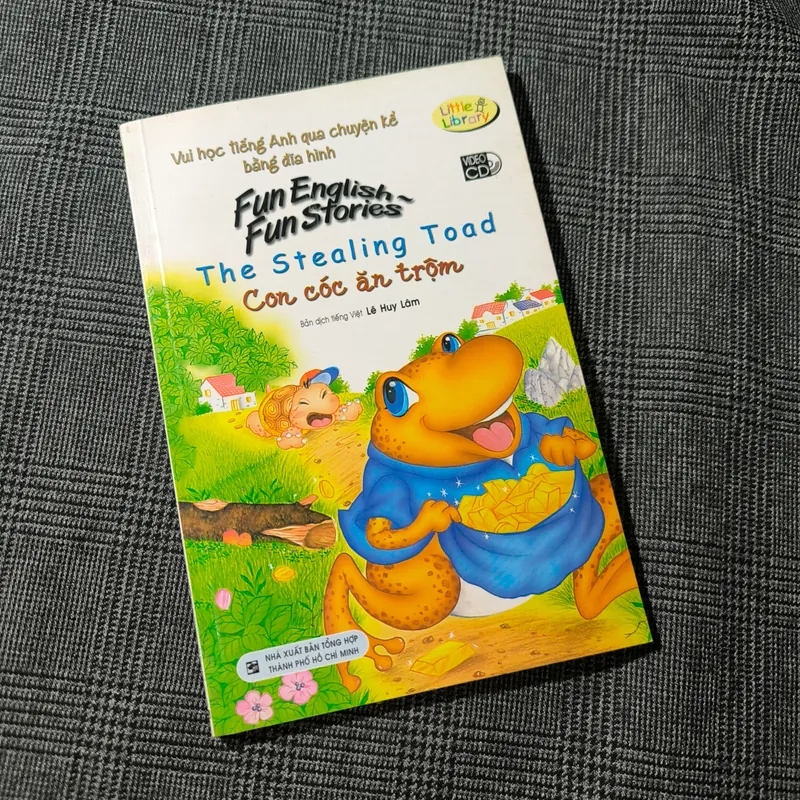 Little
Library
Vui học tiếng Anh qua chuyện kể
bằng đĩa hình
VIDEO
CD
Fun English
Fun Stories
The Stealing Toad
Con cóc ăn trộm
Bản dịch tiếng Việt Lê Huy Lâm
NHÀ XUẤT BẢN TỔNG HỢP
THÀNH PHỐ HỒ CHÍ MINH